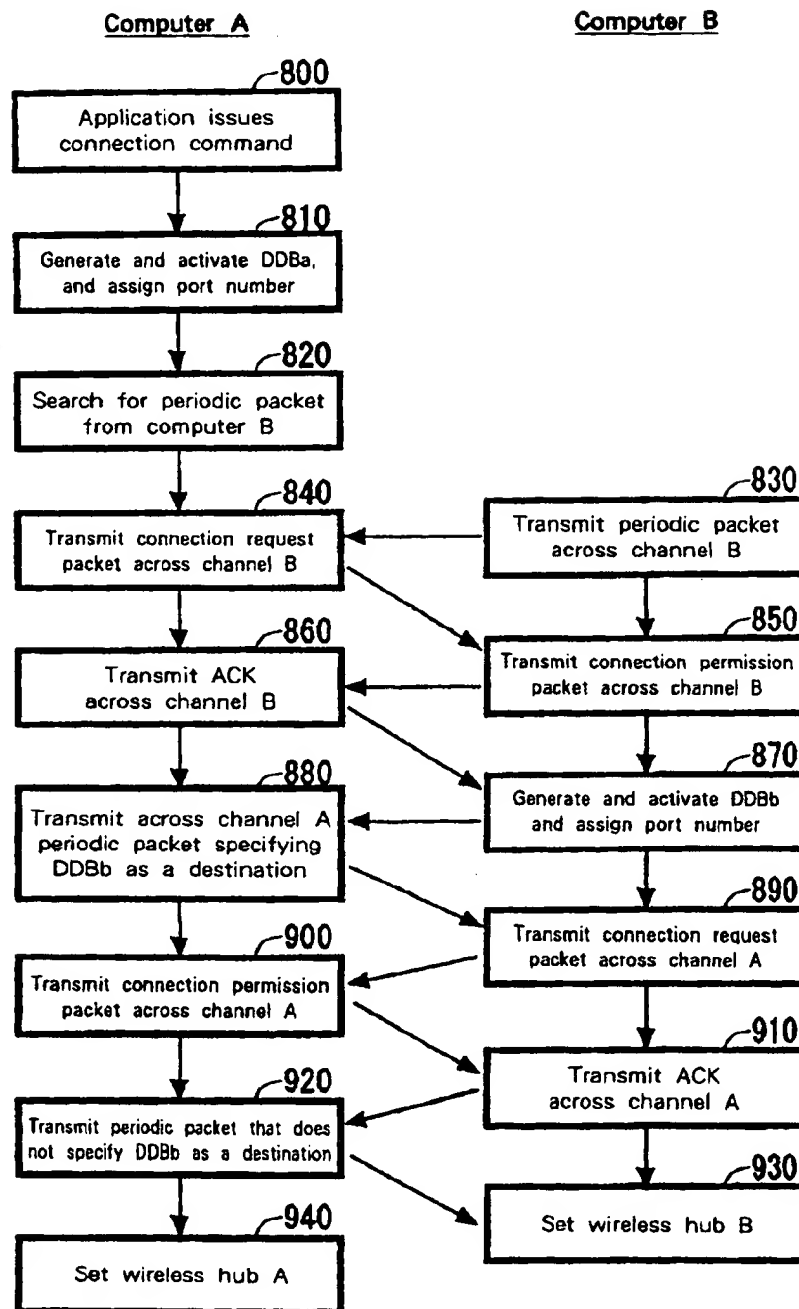 Computer A
Computer B
800
Application issues
connection command
810
Generate and activate DDBa,
and assign port number
820
Search for periodic packet
from computer B
830
Transmit periodic packet
across channel B
840
Transmit connection request
packet across channel B
850
Transmit connection permission
packet across channel B
860
Transmit ACK
across channel B
870
Generate and activate DDBb
and assign port number
880
Transmit across channel A
periodic packet specifying
DDBb as a destination
890
Transmit connection request
packet across channel A
900
Transmit connection permission
packet across channel A
910
Transmit ACK
across channel A
920
Transmit periodic packet that does
not specify DDBb as a destination
930
Set wireless hub B
940
Set wireless hub A